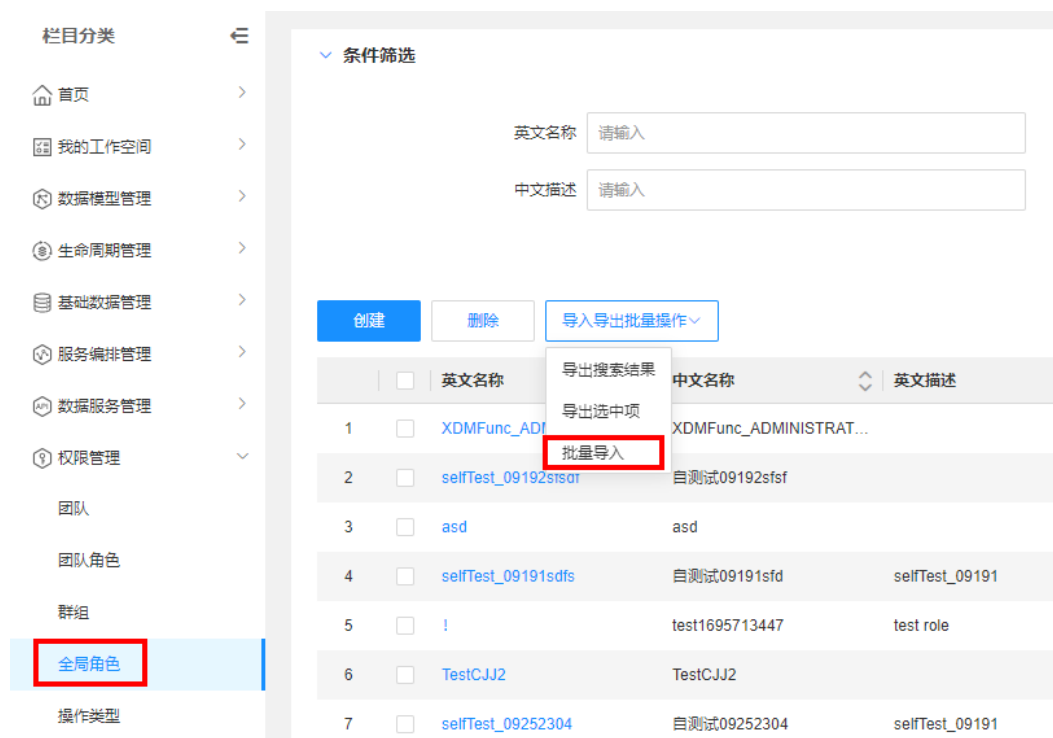 栏目分类
首页
我的工作空间
数据模型管理
生命周期管理
基础数据管理
服务编排管理
数据服务管理
权限管理
团队
团队角色
群组
全局角色
操作类型
条件筛选
英文名称 请输入
中文描述 请输入
创建 删除 导入导出批量操作
导出搜索结果
导出选中项
批量导入
英文名称 中文名称 英文描述
1 XDMFunc_ADM XDMFunc_ADMINISTRAT...
2 selfTest_09192sfsdf 自测试09192sfsf
3 asd asd
4 selfTest_09191sdfs 自测试09191sfd selfTest_09191
5 ! test1695713447 test role
6 TestCJJ2 TestCJJ2
7 selfTest_09252304 自测试09252304 selfTest_09191